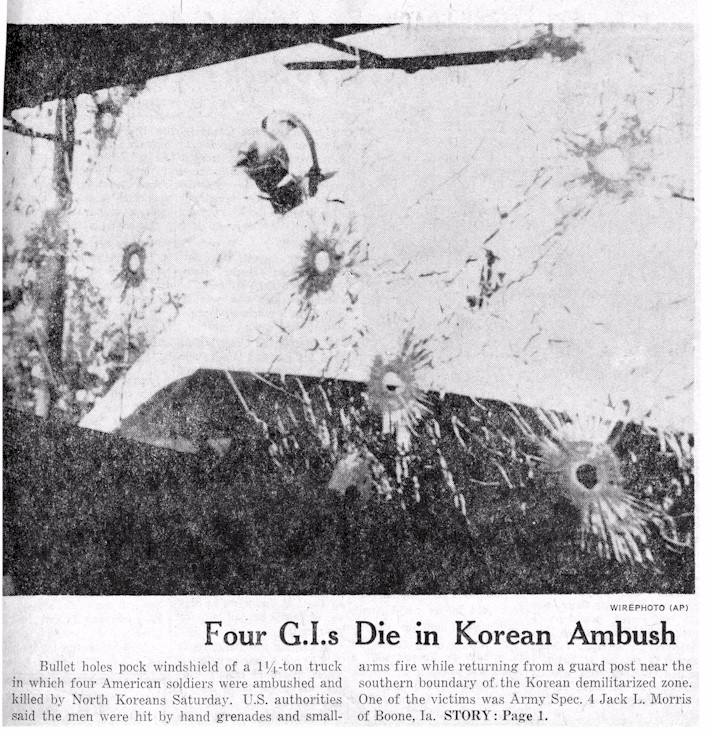 WIREPHOTO (AP)
Four G.I.s Die in Korean Ambush
Bullet holes pock windshield of a 1¼-ton truck
in which four American soldiers were ambushed and
killed by North Koreans Saturday. U.S. authorities
said the men were hit by hand grenades and small-
arms fire while returning from a guard post near the
southern boundary of the Korean demilitarized zone.
One of the victims was Army Spec. 4 Jack L. Morris
of Boone, Ia. STORY: Page 1.